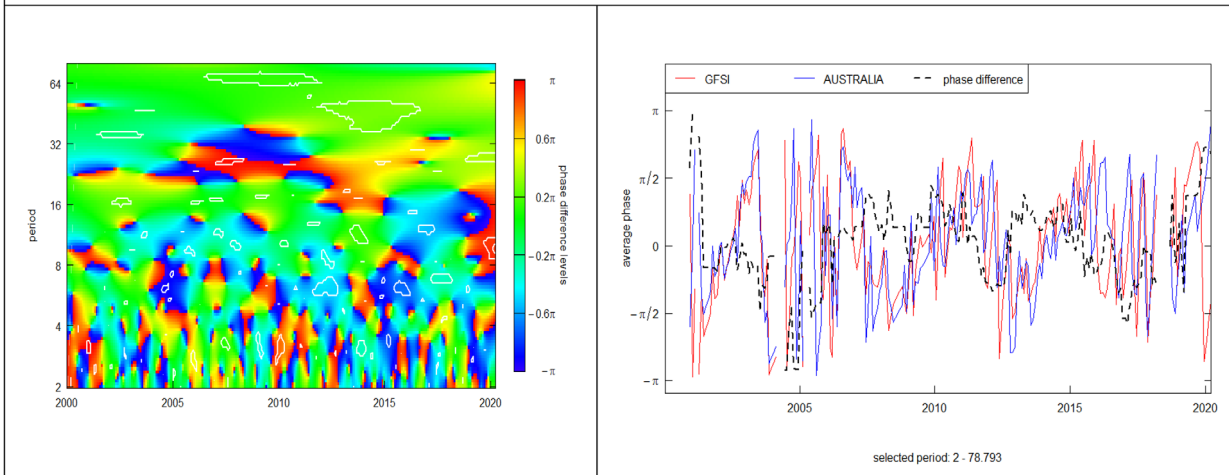 period
64
32
16
8
4
2
2000
2005
2010
2015
2020
π
0.6π
0.2π
−0.2π
−0.6π
−π
phase difference levels
GFSI
AUSTRALIA
phase difference
average phase
π
π/2
0
−π/2
−π
2005
2010
2015
2020
selected period: 2 - 78.793